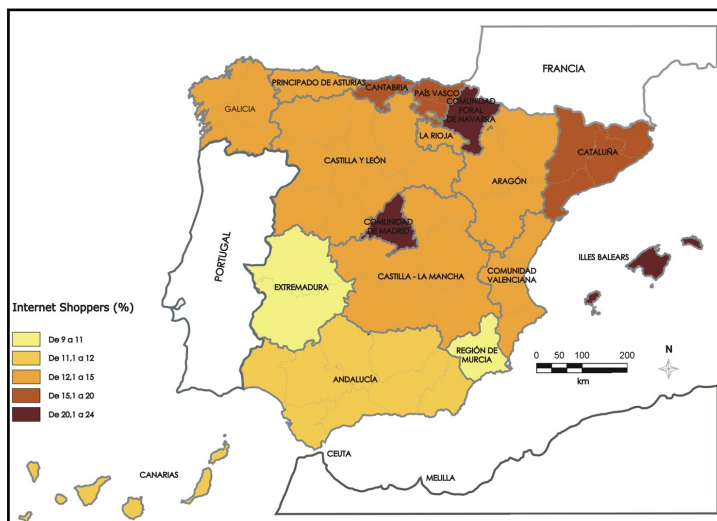 FRANCIA
PRINCIPADO DE ASTURIAS
CANTABRIA
PAÍS VASCO
COMUNIDAD
FORAL
DE NAVARRA
GALICIA
LA RIOJA
CASTILLA Y LEÓN
CATALUÑA
ARAGÓN
COMUNIDAD
DE MADRID
PORTUGAL
ILLES BALEARS
EXTREMADURA
CASTILLA - LA MANCHA
COMUNIDAD
VALENCIANA
Internet Shoppers (%)
De 9 a 11
De 11,1 a 12
De 12,1 a 15
De 15,1 a 20
De 20,1 a 24
REGIÓN DE
MURCIA
ANDALUCÍA
0 50 100 200
km
N
CEUTA
MELILLA
CANARIAS